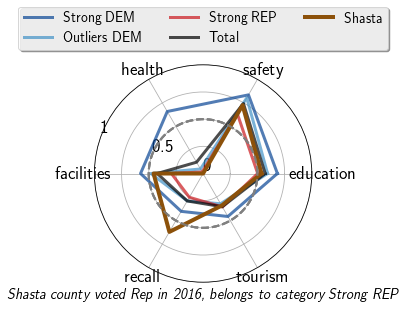 Strong DEM
Strong REP
Shasta
Outliers DEM
Total
health
safety
1
0.5
0
facilities
education
recall
tourism
Shasta county voted Rep in 2016, belongs to category Strong REP